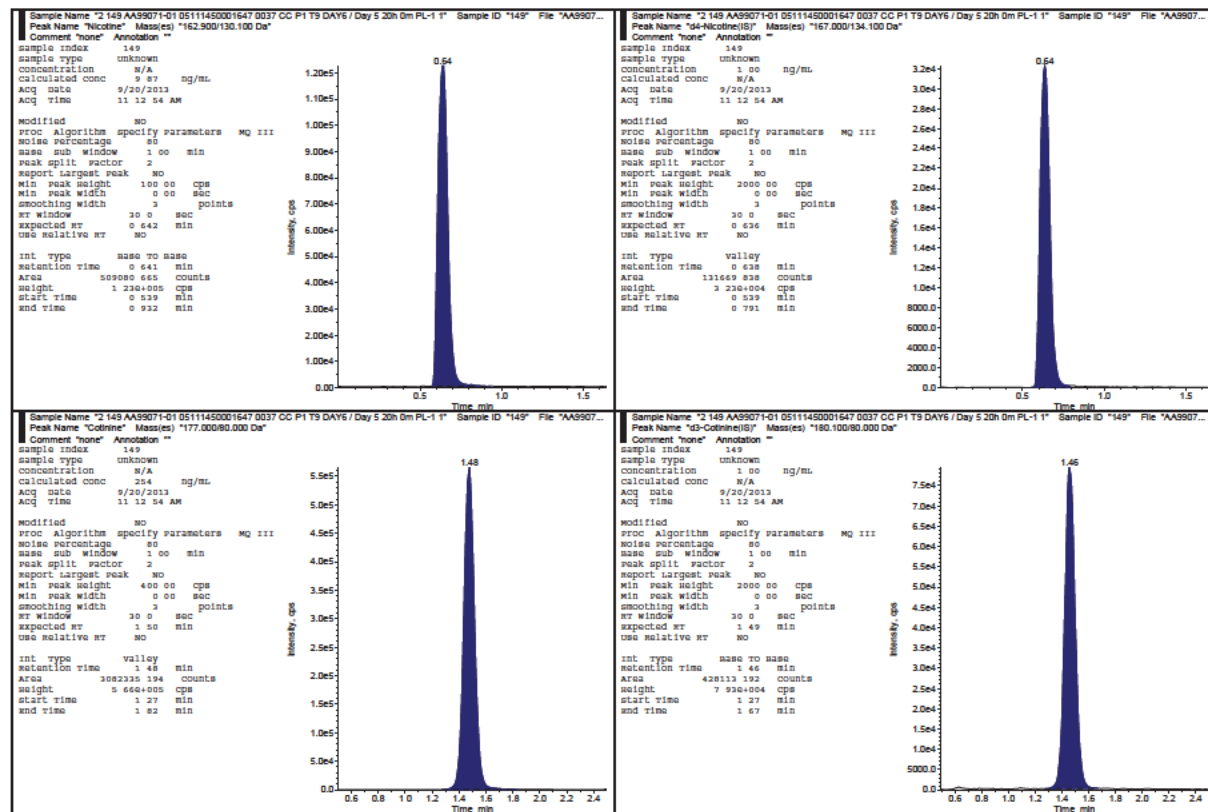 Sample Name "2 149 AA99071-01 05111450001647 0037 CC P1 T9 DAY6 / Day 5 20h 0m PL-1 1" Sample ID "149" File "AA9907...
Peak Name "Nicotine" Mass(es) "162.900/130.100 Da"
Comment "none" Annotation ""
Sample Index 149
Sample Type Unknown
Concentration N/A
Calculated Conc 9 87 ng/mL
Acq Date 9/20/2013
Acq Time 11 12 54 AM
Modified NO
Proc Algorithm Specify Parameters MQ III
Noise Percentage 80
Base Sub Window 1 00 min
Peak Split Factor 2
Report Largest Peak NO
Min Peak Height 100 00 cps
Min Peak Width 0 00 sec
Smoothing Width 3 points
RT Window 30 0 sec
Expected RT 0 642 min
Use Relative RT NO
Int Type Base To Base
Retention Time 0 641 min
Area 509080 665 counts
Height 1 23e+005 cps
Start Time 0 539 min
End Time 0 932 min
0.64
Intensity, cps
1.20e5
1.00e5
9.00e4
8.00e4
7.00e4
6.00e4
5.00e4
4.00e4
3.00e4
2.00e4
1.00e4
0.00
0.5 1.0 1.5
Time min
Sample Name "2 149 AA99071-01 05111450001647 0037 CC P1 T9 DAY6 / Day 5 20h 0m PL-1 1" Sample ID "149" File "AA9907...
Peak Name "d4-Nicotine(IS)" Mass(es) "167.000/134.100 Da"
Comment "none" Annotation ""
Sample Index 149
Sample Type Unknown
Concentration 1 00 ng/mL
Calculated Conc N/A
Acq Date 9/20/2013
Acq Time 11 12 54 AM
Modified NO
Proc Algorithm Specify Parameters MQ III
Noise Percentage 80
Base Sub Window 1 00 min
Peak Split Factor 2
Report Largest Peak NO
Min Peak Height 2000 00 cps
Min Peak Width 0 00 sec
Smoothing Width 3 points
RT Window 30 0 sec
Expected RT 0 636 min
Use Relative RT NO
Int Type Valley
Retention Time 0 638 min
Area 131669 838 counts
Height 3 23e+004 cps
Start Time 0 539 min
End Time 0 791 min
0.64
Intensity, cps
3.2e4
2.8e4
2.6e4
2.4e4
2.2e4
2.0e4
1.8e4
1.6e4
1.4e4
1.2e4
1.0e4
8000.0
6000.0
4000.0
2000.0
0.0
0.5 1.0 1.5
Time min
Sample Name "2 149 AA99071-01 05111450001647 0037 CC P1 T9 DAY6 / Day 5 20h 0m PL-1 1" Sample ID "149" File "AA9907...
Peak Name "Cotinine" Mass(es) "177.000/80.000 Da"
Comment "none" Annotation ""
Sample Index 149
Sample Type Unknown
Concentration N/A
Calculated Conc 254 ng/mL
Acq Date 9/20/2013
Acq Time 11 12 54 AM
Modified NO
Proc Algorithm Specify Parameters MQ III
Noise Percentage 80
Base Sub Window 1 00 min
Peak Split Factor 2
Report Largest Peak NO
Min Peak Height 400 00 cps
Min Peak Width 0 00 sec
Smoothing Width 3 points
RT Window 30 0 sec
Expected RT 1 50 min
Use Relative RT NO
Int Type Valley
Retention Time 1 48 min
Area 3082335 194 counts
Height 5 66e+005 cps
Start Time 1 27 min
End Time 1 82 min
1.48
Intensity, cps
5.5e5
5.0e5
4.5e5
4.0e5
3.5e5
3.0e5
2.5e5
2.0e5
1.5e5
1.0e5
5.0e4
0.0
0.6 0.8 1.0 1.2 1.4 1.6 1.8 2.0 2.2 2.4
Time min
Sample Name "2 149 AA99071-01 05111450001647 0037 CC P1 T9 DAY6 / Day 5 20h 0m PL-1 1" Sample ID "149" File "AA9907...
Peak Name "d3-Cotinine(IS)" Mass(es) "180.100/80.000 Da"
Comment "none" Annotation ""
Sample Index 149
Sample Type Unknown
Concentration 1 00 ng/mL
Calculated Conc N/A
Acq Date 9/20/2013
Acq Time 11 12 54 AM
Modified NO
Proc Algorithm Specify Parameters MQ III
Noise Percentage 80
Base Sub Window 1 00 min
Peak Split Factor 2
Report Largest Peak NO
Min Peak Height 2000 00 cps
Min Peak Width 0 00 sec
Smoothing Width 3 points
RT Window 30 0 sec
Expected RT 1 49 min
Use Relative RT NO
Int Type Base To Base
Retention Time 1 46 min
Area 428113 192 counts
Height 7 93e+004 cps
Start Time 1 27 min
End Time 1 67 min
1.46
Intensity, cps
7.5e4
7.0e4
6.5e4
6.0e4
5.5e4
5.0e4
4.5e4
4.0e4
3.5e4
3.0e4
2.5e4
2.0e4
1.5e4
1.0e4
5000.0
0.0
0.6 0.8 1.0 1.2 1.4 1.6 1.8 2.0 2.2 2.4
Time min